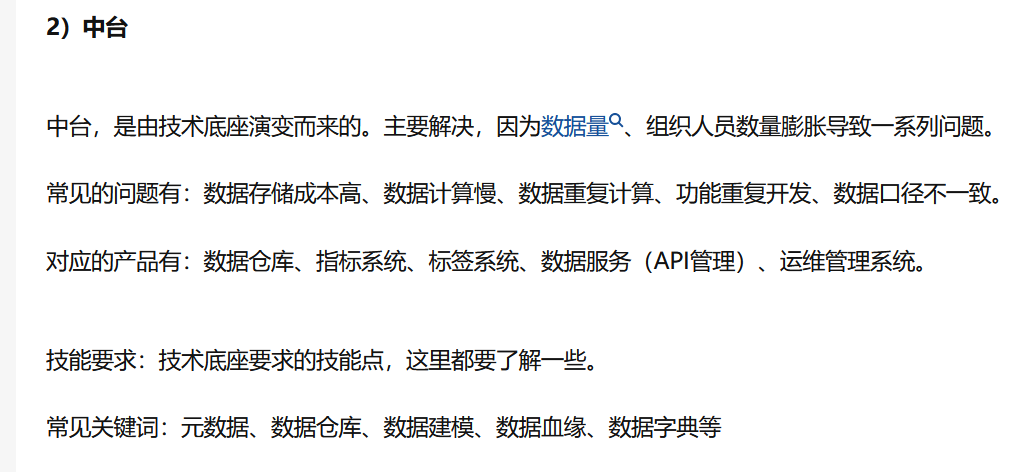 2）中台
中台，是由技术底座演变而来的。主要解决，因为数据量、组织人员数量膨胀导致一系列问题。
常见的问题有：数据存储成本高、数据计算慢、数据重复计算、功能重复开发、数据口径不一致。
对应的产品有：数据仓库、指标系统、标签系统、数据服务（API管理）、运维管理系统。
技能要求：技术底座要求的技能点，这里都要了解一些。
常见关键词：元数据、数据仓库、数据建模、数据血缘、数据字典等